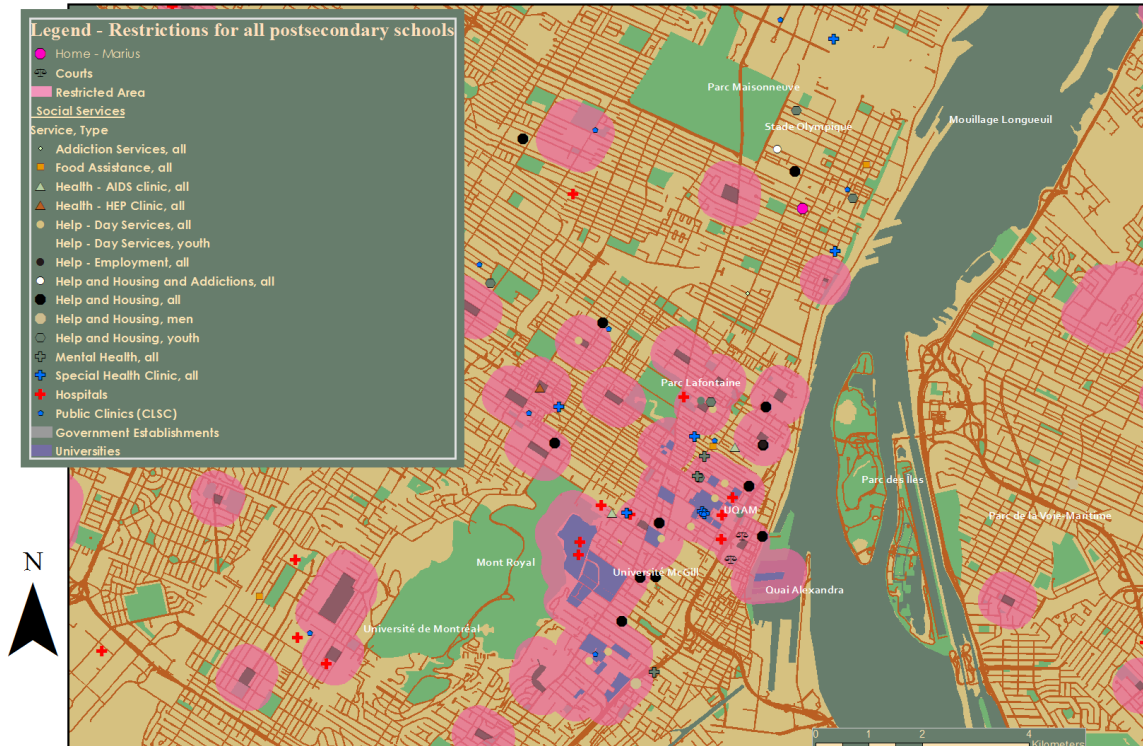 Legend - Restrictions for all postsecondary schools
Home - Marius
Courts
Restricted Area
Social Services
Service, Type
Addiction Services, all
Food Assistance, all
Health - AIDS clinic, all
Health - HEP Clinic, all
Help - Day Services, all
Help - Day Services, youth
Help - Employment, all
Help and Housing and Addictions, all
Help and Housing, all
Help and Housing, men
Help and Housing, youth
Mental Health, all
Special Health Clinic, all
Hospitals
Public Clinics (CLSC)
Government Establishments
Universities
Parc Maisonneuve
Stade Olympique
Mouillage Longueuil
Parc Lafontaine
Parc des Îles
UQAM
Parc de la Voie-Maritime
Mont Royal
Université McGill
Quai Alexandra
Université de Montréal
N
0 1 2 4
Kilometers